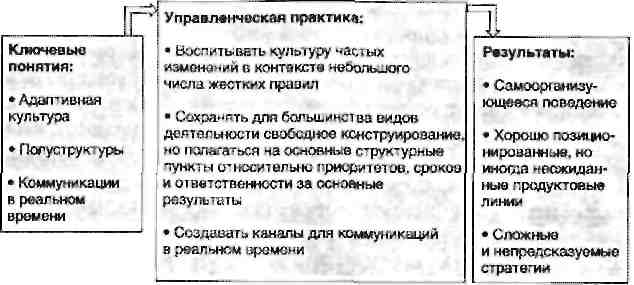 Ключевые
понятия:
• Адаптивная
культура
• Полуструктуры
• Коммуникации
в реальном
времени
Управленческая практика:
• Воспитывать культуру частых
изменений в контексте небольшого
числа жестких правил
• Сохранять для большинства видов
деятельности свободное конструирование,
но полагаться на основные структурные
пункты относительно приоритетов, сроков
и ответственности за основные
результаты
• Создавать каналы для коммуникаций
в реальном времени
Результаты:
• Самоорганизу-
ющееся поведение
• Хорошо позицио-
нированные, но
иногда неожидан-
ные продуктовые
линии
• Сложные
и непредсказуемые
стратегии